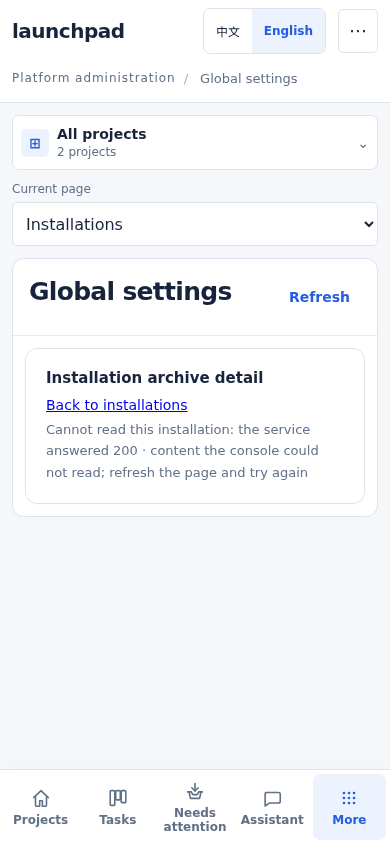 launchpad
中文 English ...
Platform administration / Global settings
All projects
2 projects
Current page
Installations
Global settings
Refresh
Installation archive detail
Back to installations
Cannot read this installation: the service
answered 200 · content the console could
not read; refresh the page and try again
Projects
Tasks
Needs
attention
Assistant
More